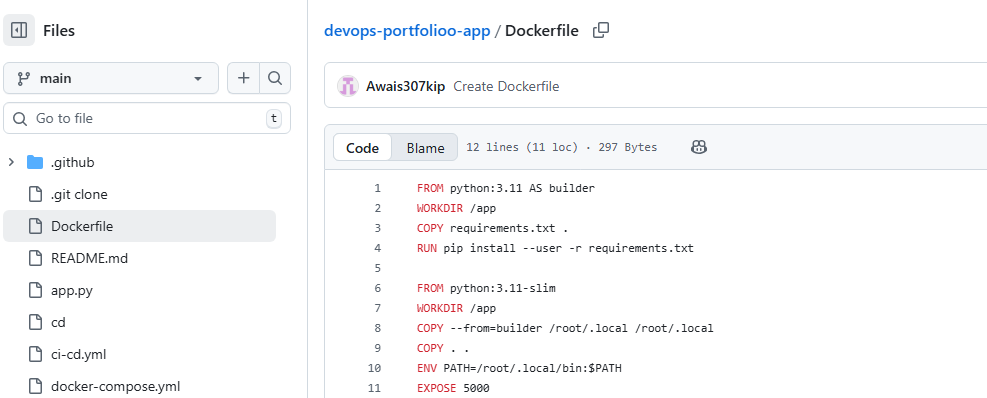 Files
main
Go to file
t
.github
.git clone
Dockerfile
README.md
app.py
cd
ci-cd.yml
docker-compose.yml
devops-portfolioo-app / Dockerfile
Awais307kip Create Dockerfile
Code Blame 12 lines (11 loc) · 297 Bytes
1 FROM python:3.11 AS builder
2 WORKDIR /app
3 COPY requirements.txt .
4 RUN pip install --user -r requirements.txt
5
6 FROM python:3.11-slim
7 WORKDIR /app
8 COPY --from=builder /root/.local /root/.local
9 COPY . .
10 ENV PATH=/root/.local/bin:$PATH
11 EXPOSE 5000